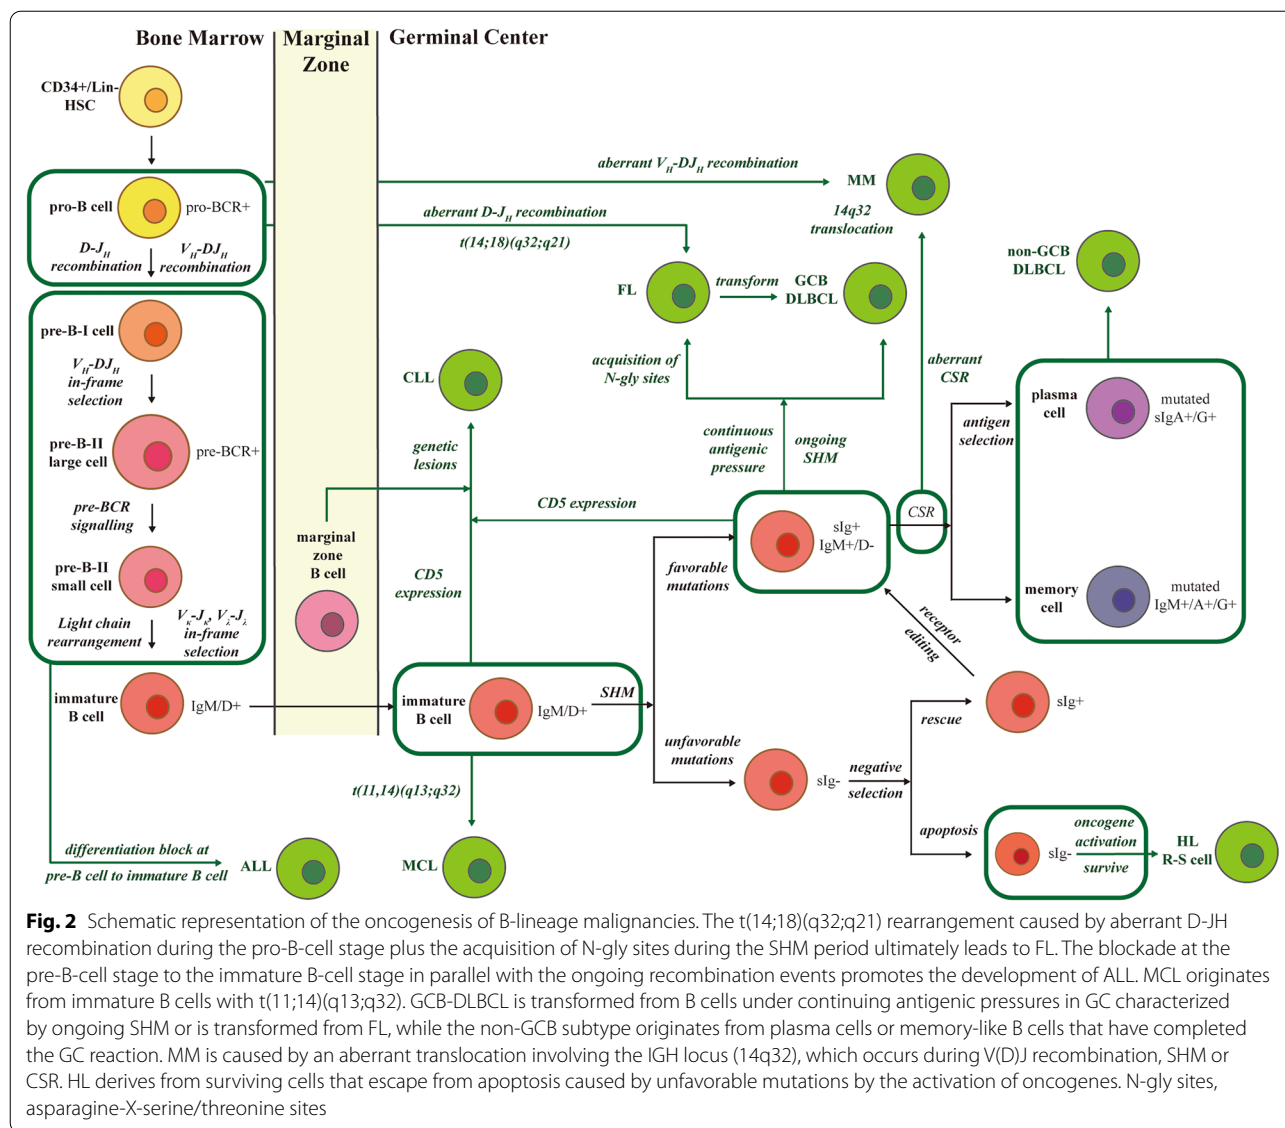 Bone Marrow
Marginal
Zone
Germinal Center
CD34+/Lin-
HSC
pro-B cell
pro-BCR+
D-J_H
recombination
V_H-DJ_H
recombination
aberrant V_H-DJ_H recombination
MM
14q32
translocation
aberrant D-J_H recombination
t(14;18)(q32;q21)
FL
transform
GCB
DLBCL
non-GCB
DLBCL
pre-B-I cell
V_H-DJ_H
in-frame
selection
pre-B-II
large cell
pre-BCR+
pre-BCR
signalling
pre-B-II
small cell
Light chain
rearrangement
V_κ-J_κ, V_λ-J_λ
in-frame
selection
immature
B cell
IgM/D+
CLL
genetic
lesions
acquisition of
N-gly sites
continuous
antigenic
pressure
ongoing
SHM
aberrant
CSR
CD5 expression
marginal
zone
B cell
CD5
expression
sIg+
IgM+/D-
CSR
antigen
selection
plasma
cell
mutated
sIgA+/G+
memory
cell
mutated
IgM+/A+/G+
favorable
mutations
receptor
editing
immature
B cell
IgM/D+
SHM
unfavorable
mutations
sIg-
negative
selection
rescue
sIg+
apoptosis
sIg-
oncogene
activation
survive
HL
R-S cell
t(11,14)(q13;q32)
MCL
differentiation block at
pre-B cell to immature B cell
ALL
Fig. 2 Schematic representation of the oncogenesis of B-lineage malignancies. The t(14;18)(q32;q21) rearrangement caused by aberrant D-JH
recombination during the pro-B-cell stage plus the acquisition of N-gly sites during the SHM period ultimately leads to FL. The blockade at the
pre-B-cell stage to the immature B-cell stage in parallel with the ongoing recombination events promotes the development of ALL. MCL originates
from immature B cells with t(11;14)(q13;q32). GCB-DLBCL is transformed from B cells under continuing antigenic pressures in GC characterized
by ongoing SHM or is transformed from FL, while the non-GCB subtype originates from plasma cells or memory-like B cells that have completed
the GC reaction. MM is caused by an aberrant translocation involving the IGH locus (14q32), which occurs during V(D)J recombination, SHM or
CSR. HL derives from surviving cells that escape from apoptosis caused by unfavorable mutations by the activation of oncogenes. N-gly sites,
asparagine-X-serine/threonine sites